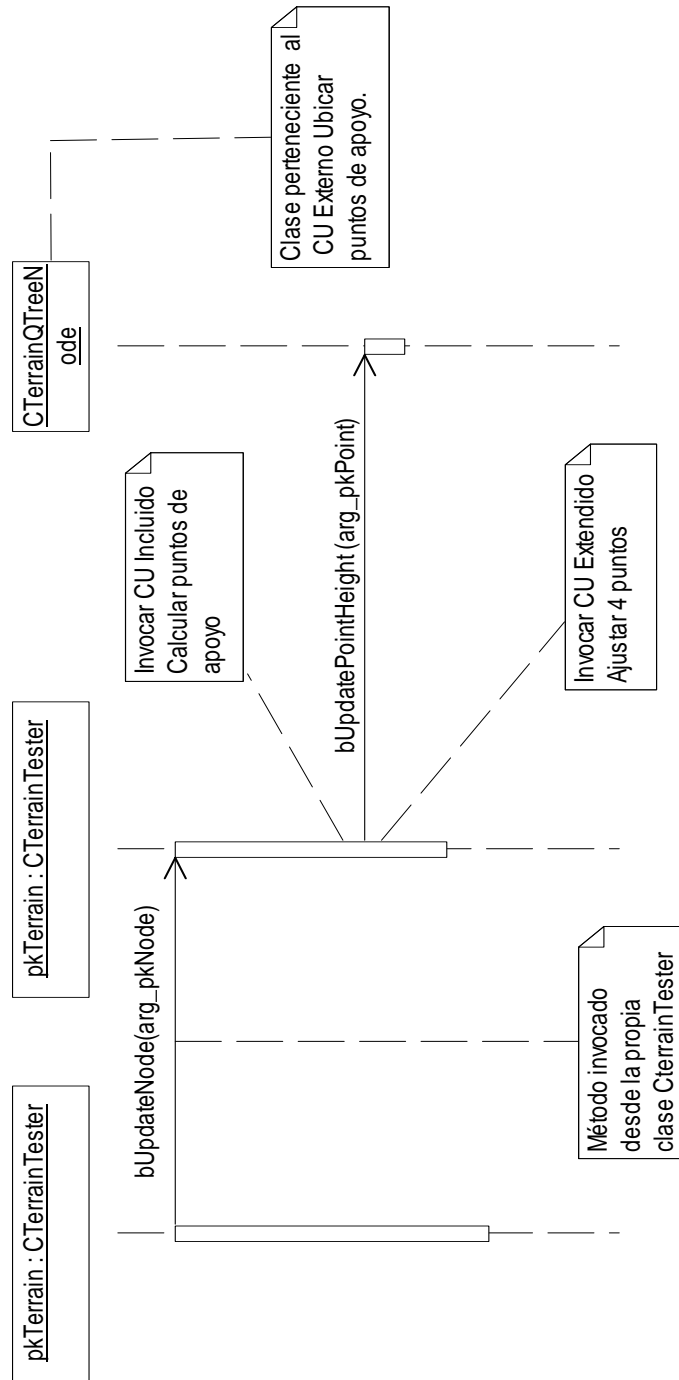 pkTerrain : CTerrainTester
pkTerrain : CTerrainTester
CTerrainQTreeN
ode
bUpdateNode(arg_pkNode)
Invocar CU Incluido
Calcular puntos de
apoyo
bUpdatePointHeight (arg_pkPoint)
Clase perteneciente al
CU Externo Ubicar
puntos de apoyo.
Método invocado
desde la propia
clase CterrainTester
Invocar CU Extendido
Ajustar 4 puntos